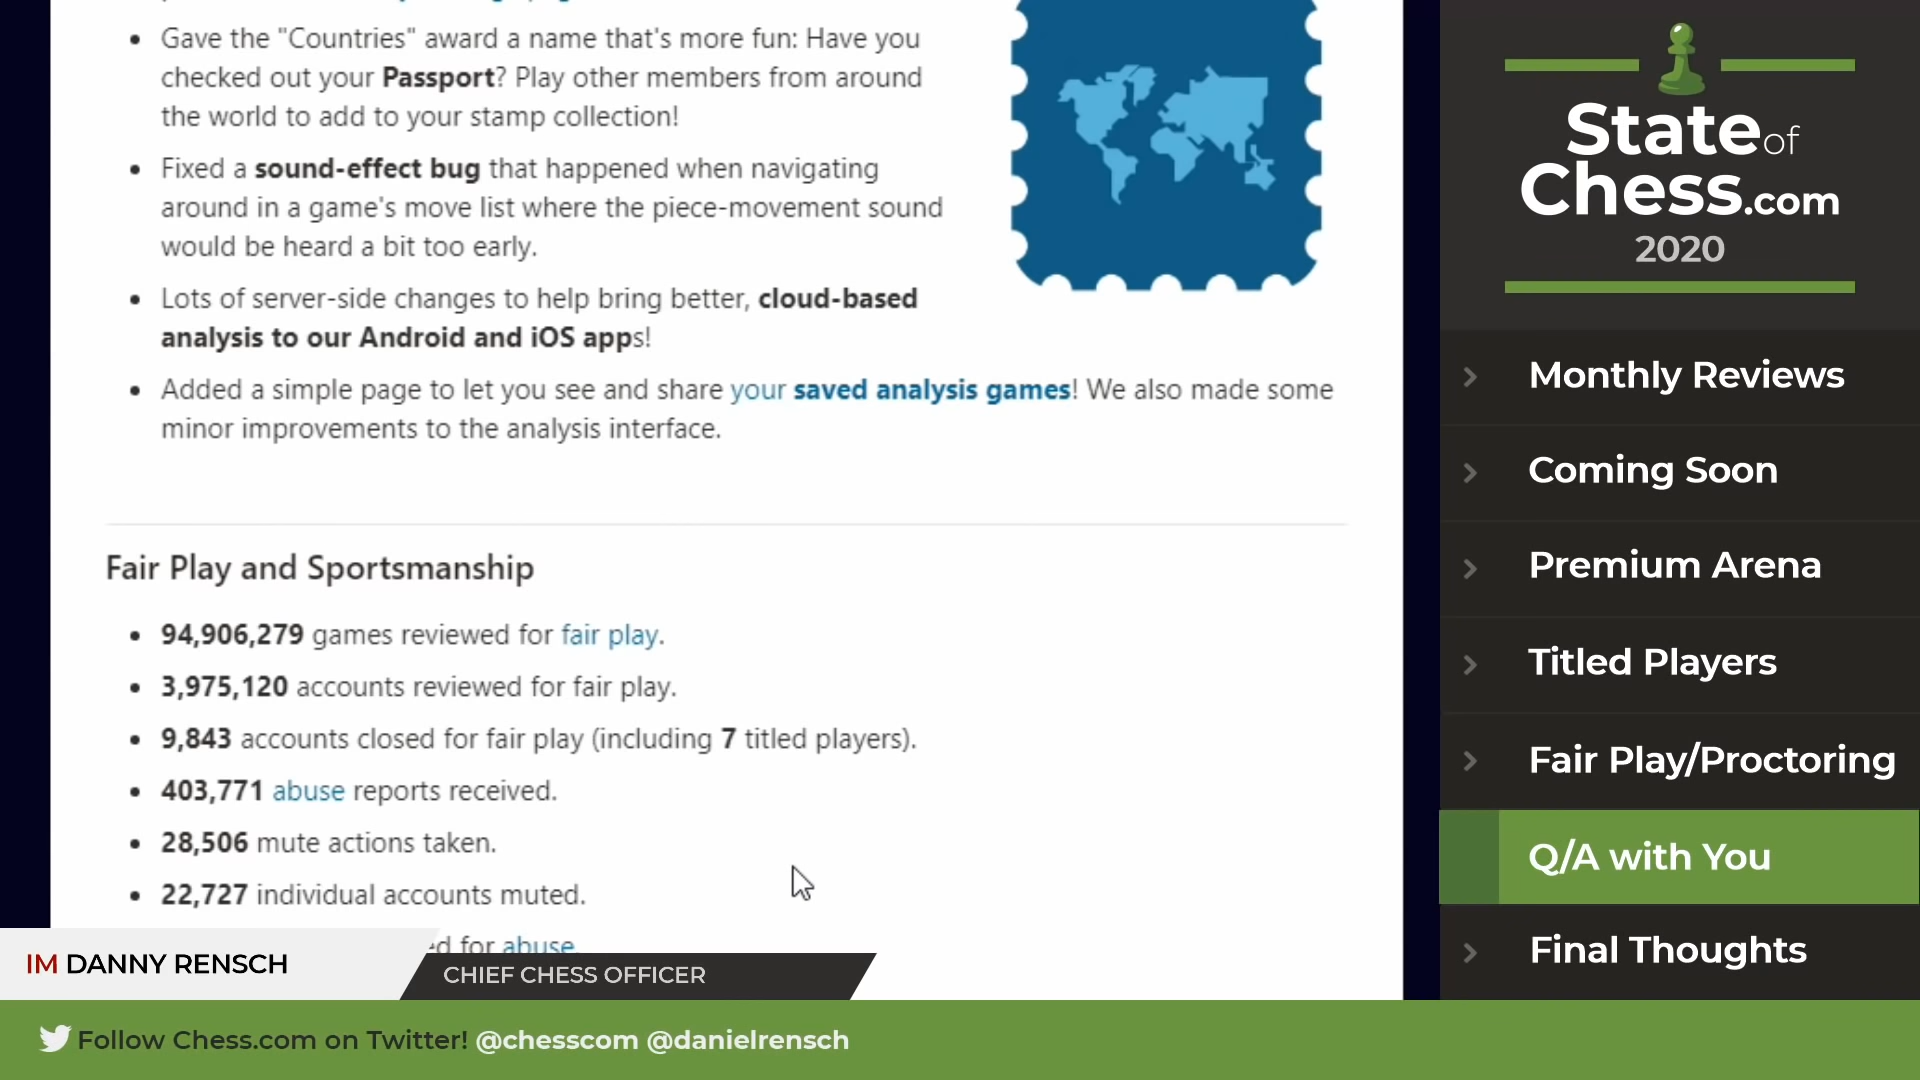 Gave the "Countries" award a name that's more fun: Have you
checked out your Passport? Play other members from around
the world to add to your stamp collection!
Fixed a sound-effect bug that happened when navigating
around in a game's move list where the piece-movement sound
would be heard a bit too early.
Lots of server-side changes to help bring better, cloud-based
analysis to our Android and iOS apps!
Added a simple page to let you see and share your saved analysis games! We also made some
minor improvements to the analysis interface.
Fair Play and Sportsmanship
94,906,279 games reviewed for fair play.
3,975,120 accounts reviewed for fair play.
9,843 accounts closed for fair play (including 7 titled players).
403,771 abuse reports received.
28,506 mute actions taken.
22,727 individual accounts muted.
for abuse.
IM DANNY RENSCH
CHIEF CHESS OFFICER
Follow Chess.com on Twitter! @chesscom @danielrensch
State of
Chess.com
2020
Monthly Reviews
Coming Soon
Premium Arena
Titled Players
Fair Play/Proctoring
Q/A with You
Final Thoughts